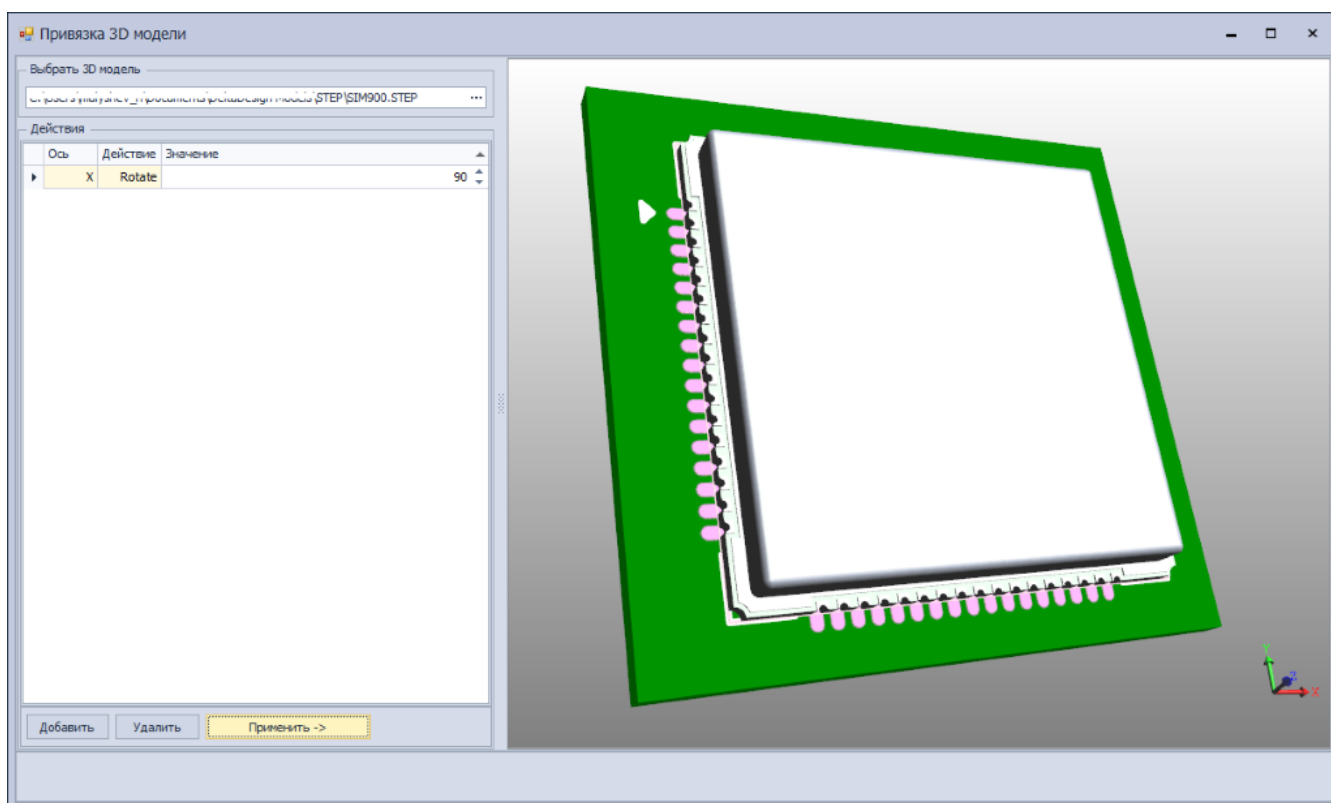 Привязка 3D модели
Выбрать 3D модель
\STEP\SIM900.STEP ...
Действия
Ось Действие Значение
X Rotate 90
Добавить Удалить Применить ->
Y
Z
X